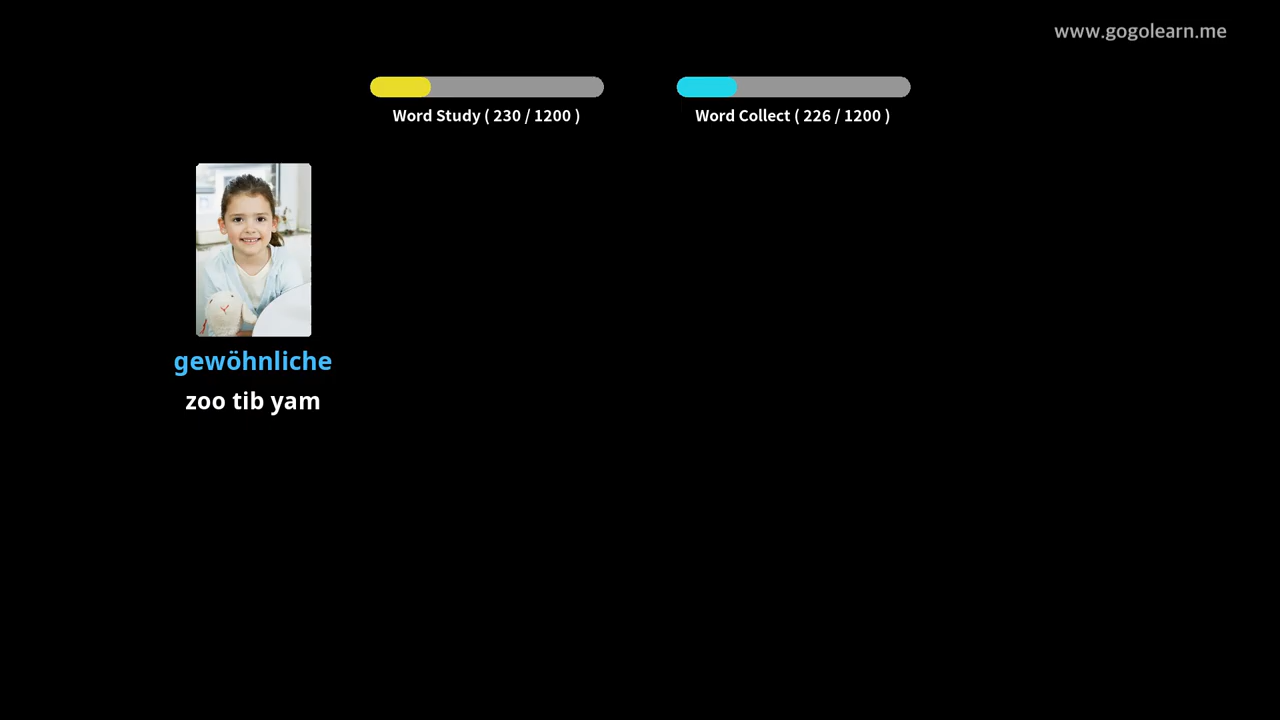 www.gogolearn.me
Word Study ( 230 / 1200 )
Word Collect ( 226 / 1200 )
gewöhnliche
zoo tib yam